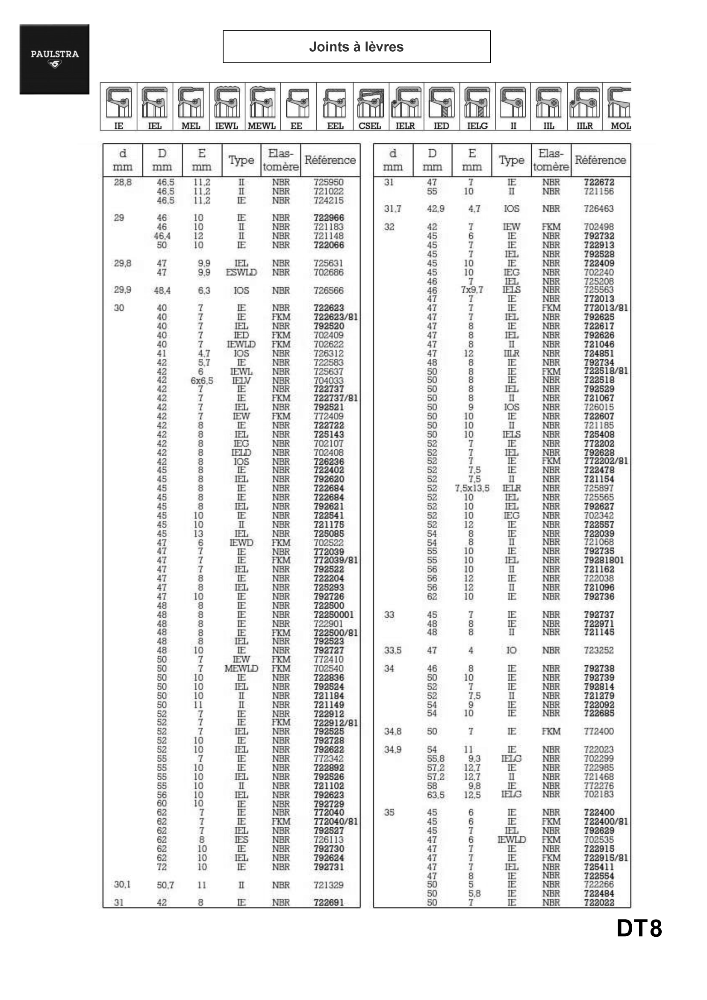 PAULSTRA
Joints à lèvres
IE IEL MEL IEWL MEWL EE EEL CSEL IELR IED IELG II IIL IILR MOL
d mm D mm E mm Type Elas-tomère Référence
28,8 46,5 11,2 II NBR 725950
46,5 11,2 II NBR 721022
46,5 11,2 IE NBR 724215
29 46 10 IE NBR 722966
46 10 II NBR 721183
46,4 12 II NBR 721148
50 10 IE NBR 722066
29,8 47 9,9 IEL NBR 725631
47 9,9 ESWLD NBR 702686
29,9 48,4 6,3 IOS NBR 726566
30 40 7 IE NBR 722623
40 7 IE FKM 722623/81
40 7 IEL NBR 792520
40 7 IED FKM 702409
40 7 IEWLD FKM 702622
41 4,7 IOS NBR 726312
42 5,7 IE NBR 722583
42 6 IEWL NBR 725637
42 6x6,5 IELV NBR 704033
42 7 IE NBR 722737
42 7 IE FKM 722737/81
42 7 IEL NBR 792521
42 7 IEW FKM 772409
42 8 IE NBR 722722
42 8 IEL NBR 725143
42 8 IEG NBR 702107
42 8 IELD NBR 702408
42 8 IOS NBR 726236
45 8 IE NBR 722402
45 8 IEL NBR 792620
45 8 IE NBR 722684
45 8 IE NBR 722684
45 8 IEL NBR 792621
45 10 IE NBR 722541
45 10 II NBR 721175
45 13 IEL NBR 725085
47 6 IEWD FKM 702522
47 7 IE NBR 772039
47 7 IE FKM 772039/81
47 7 IEL NBR 792522
47 8 IE NBR 722204
47 8 IEL NBR 725293
47 10 IE NBR 792726
48 8 IE NBR 722500
48 8 IE NBR 72250001
48 8 IE NBR 722901
48 8 IE FKM 722500/81
48 8 IEL NBR 792523
48 10 IE NBR 792727
50 7 IEW FKM 772410
50 7 MEWLD FKM 702540
50 10 IE NBR 722836
50 10 IEL NBR 792524
50 10 II NBR 721184
50 11 II NBR 721149
52 7 IE NBR 722912
52 7 IE FKM 722912/81
52 7 IEL NBR 792525
52 10 IE NBR 792728
52 10 IEL NBR 792622
55 7 IE NBR 772342
55 10 IE NBR 722892
55 10 IEL NBR 792526
55 10 II NBR 721102
56 10 IEL NBR 792623
60 10 IE NBR 792729
62 7 IE NBR 772040
62 7 IE FKM 772040/81
62 7 IEL NBR 792527
62 8 IES NBR 726113
62 10 IE NBR 792730
62 10 IEL NBR 792624
72 10 IE NBR 792731
30,1 50,7 11 II NBR 721329
31 42 8 IE NBR 722691
d mm D mm E mm Type Elas-tomère Référence
31 47 7 IE NBR 722672
55 10 II NBR 721156
31,7 42,9 4,7 IOS NBR 726463
32 42 7 IEW FKM 702498
45 6 IE NBR 792732
45 7 IE NBR 722913
45 7 IEL NBR 792528
45 10 IE NBR 722409
45 10 IEG NBR 702240
46 7 IEL NBR 725208
46 7x9,7 IELS NBR 725563
47 7 IE NBR 772013
47 7 IE FKM 772013/81
47 7 IEL NBR 792625
47 8 IE NBR 722617
47 8 IEL NBR 792626
47 8 II NBR 721046
47 12 IILR NBR 724851
48 8 IE NBR 792734
50 8 IE FKM 722518/81
50 8 IE NBR 722518
50 8 IEL NBR 792529
50 8 II NBR 721067
50 9 IOS NBR 726015
50 10 IE NBR 722607
50 10 II NBR 721185
50 10 IELS NBR 725408
52 7 IE NBR 772202
52 7 IEL NBR 792628
52 7 IE FKM 772202/81
52 7,5 IE NBR 722478
52 7,5 II NBR 721154
52 7,5x13,5 IELR NBR 725897
52 10 IEL NBR 725565
52 10 IEL NBR 792627
52 10 IEG NBR 702342
52 12 IE NBR 722557
54 8 IE NBR 722039
54 8 II NBR 721068
55 10 IE NBR 792735
55 10 IEL NBR 79281801
56 10 II NBR 721162
56 12 IE NBR 722038
56 12 II NBR 721096
62 10 IE NBR 792736
33 45 7 IE NBR 792737
48 8 IE NBR 722971
48 8 II NBR 721145
33,5 47 4 IO NBR 723252
34 46 8 IE NBR 792738
50 10 IE NBR 792739
52 7 IE NBR 792814
52 7,5 II NBR 721279
54 9 IE NBR 722092
54 10 IE NBR 722685
34,8 50 7 IE FKM 772400
34,9 54 11 IE NBR 722023
55,8 9,3 IELG NBR 702299
57,2 12,7 IE NBR 722985
57,2 12,7 II NBR 721468
58 9,8 IE NBR 772276
63,5 12,5 IELG NBR 702183
35 45 6 IE NBR 722400
45 6 IE FKM 722400/81
45 7 IEL NBR 792629
47 6 IEWLD FKM 702535
47 7 IE NBR 722915
47 7 IE FKM 722915/81
47 7 IEL NBR 725411
47 8 IE NBR 722554
50 5 IE NBR 722266
50 5,8 IE NBR 722484
50 7 IE NBR 722022
DT8